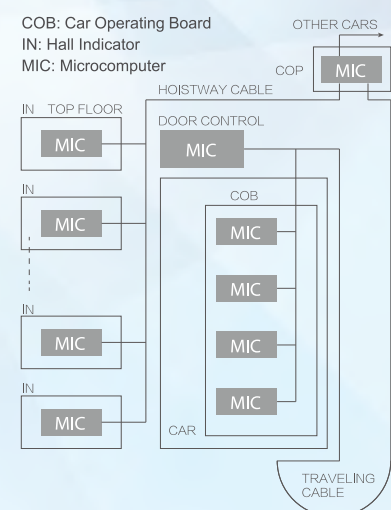 COB: Car Operating Board
IN: Hall Indicator
MIC: Microcomputer
OTHER CARS
COP
MIC
HOISTWAY CABLE
IN TOP FLOOR
MIC
DOOR CONTROL
MIC
IN
MIC
COB
MIC
MIC
IN
MIC
MIC
IN
MIC
MIC
CAR
TRAVELING
CABLE